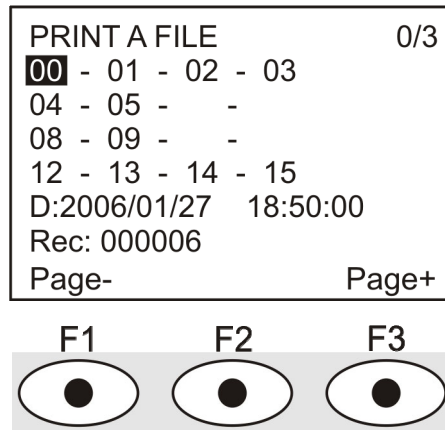 PRINT A FILE 0/3
00 - 01 - 02 - 03
04 - 05 - -
08 - 09 - -
12 - 13 - 14 - 15
D:2006/01/27 18:50:00
Rec: 000006
Page- Page+
F1 F2 F3